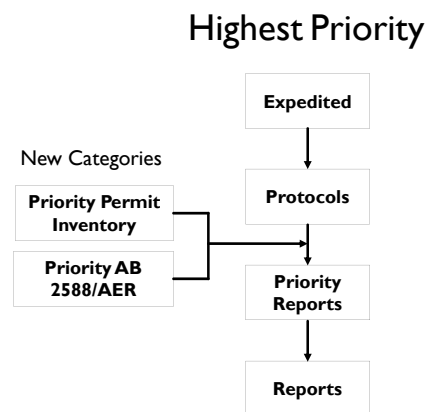 Highest Priority
Expedited
New Categories
Protocols
Priority Permit
Inventory
Priority AB
2588/AER
Priority
Reports
Reports